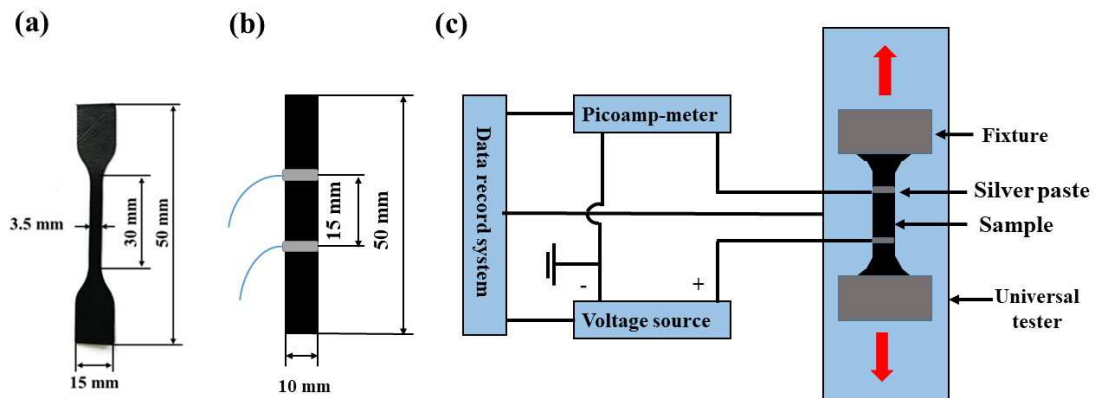 (a)
3.5 mm
30 mm
50 mm
15 mm
(b)
15 mm
50 mm
10 mm
(c)
Data record system
Picoamp-meter
- +
Voltage source
Fixture
Silver paste
Sample
Universal
tester